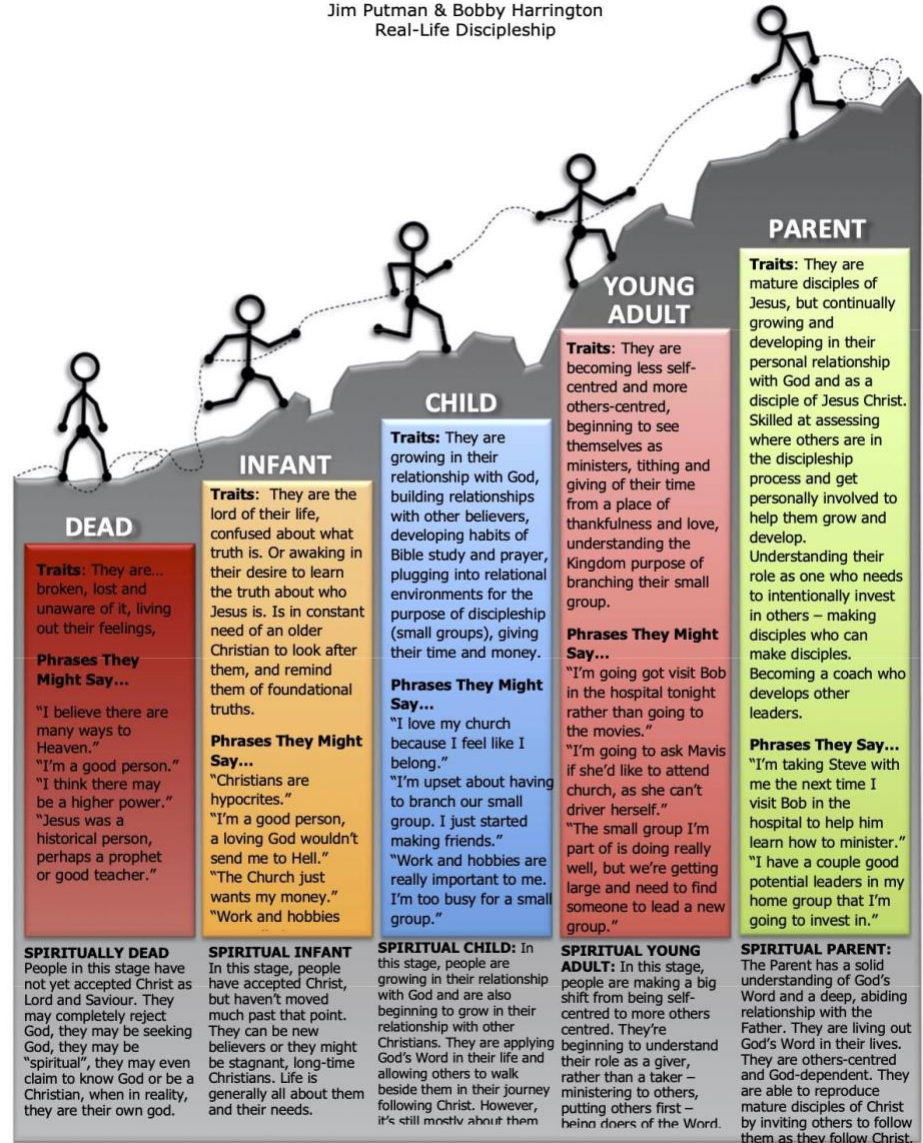 Jim Putman & Bobby Harrington
Real-Life Discipleship
DEAD
Traits: They are...
broken, lost and
unaware of it, living
out their feelings,
Phrases They
Might Say...
“I believe there are
many ways to
Heaven.”
“I’m a good person.”
“I think there may
be a higher power.”
“Jesus was a
historical person,
perhaps a prophet
or good teacher.”
INFANT
Traits: They are the
lord of their life,
confused about what
truth is. Or awaking in
their desire to learn
the truth about who
Jesus is. Is in constant
need of an older
Christian to look after
them, and remind
them of foundational
truths.
Phrases They Might
Say...
“Christians are
hypocrites.”
“I’m a good person,
a loving God wouldn’t
send me to Hell.”
“The Church just
wants my money.”
“Work and hobbies
CHILD
Traits: They are
growing in their
relationship with God,
building relationships
with other believers,
developing habits of
Bible study and prayer,
plugging into relational
environments for the
purpose of discipleship
(small groups), giving
their time and money.
Phrases They Might
Say...
“I love my church
because I feel like I
belong.”
“I’m upset about having
to branch our small
group. I just started
making friends.”
“Work and hobbies are
really important to me.
I’m too busy for a small
group.”
YOUNG
ADULT
Traits: They are
becoming less self-
centred and more
others-centred,
beginning to see
themselves as
ministers, tithing and
giving of their time
from a place of
thankfulness and love,
understanding the
Kingdom purpose of
branching their small
group.
Phrases They Might
Say...
“I’m going got visit Bob
in the hospital tonight
rather than going to
the movies.”
“I’m going to ask Mavis
if she’d like to attend
church, as she can’t
driver herself.”
“The small group I’m
part of is doing really
well, but we’re getting
large and need to find
someone to lead a new
group.”
PARENT
Traits: They are
mature disciples of
Jesus, but continually
growing and
developing in their
personal relationship
with God and as a
disciple of Jesus Christ.
Skilled at assessing
where others are in
the discipleship
process and get
personally involved to
help them grow and
develop.
Understanding their
role as one who needs
to intentionally invest
in others – making
disciples who can
make disciples.
Becoming a coach who
develops other
leaders.
Phrases They Say...
“I’m taking Steve with
me the next time I
visit Bob in the
hospital to help him
learn how to minister.”
“I have a couple good
potential leaders in my
home group that I’m
going to invest in.”
SPIRITUALLY DEAD
People in this stage have
not yet accepted Christ as
Lord and Saviour. They
may completely reject
God, they may be seeking
God, they may be
“spiritual”, they may even
claim to know God or be a
Christian, when in reality,
they are their own god.
SPIRITUAL INFANT
In this stage, people
have accepted Christ,
but haven’t moved
much past that point.
They can be new
believers or they might
be stagnant, long-time
Christians. Life is
generally all about them
and their needs.
SPIRITUAL CHILD: In
this stage, people are
growing in their relationship
with God and are also
beginning to grow in their
relationship with other
Christians. They are applying
God’s Word in their life and
allowing others to walk
beside them in their journey
following Christ. However,
it’s still mostly about them
SPIRITUAL YOUNG
ADULT: In this stage,
people are making a big
shift from being self-
centred to more others
centred. They’re
beginning to understand
their role as a giver,
rather than a taker –
ministering to others,
putting others first –
being doers of the Word.
SPIRITUAL PARENT:
The Parent has a solid
understanding of God’s
Word and a deep, abiding
relationship with the
Father. They are living out
God’s Word in their lives.
They are others-centred
and God-dependent. They
are able to reproduce
mature disciples of Christ
by inviting others to follow
them as they follow Christ